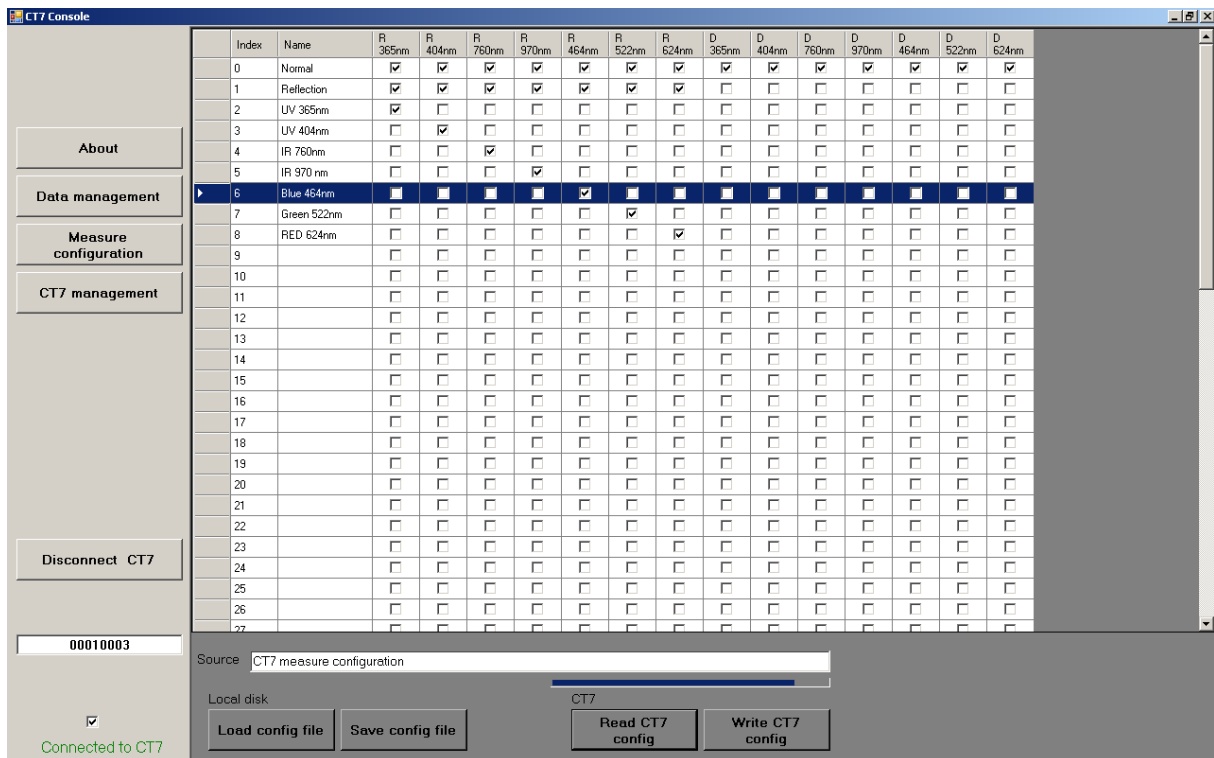 CT7 Console
Index Name R 365nm R 404nm R 760nm R 970nm R 464nm R 522nm R 624nm D 365nm D 404nm D 760nm D 970nm D 464nm D 522nm D 624nm
0 Normal
1 Reflection
2 UV 365nm
3 UV 404nm
4 IR 760nm
5 IR 970 nm
6 Blue 464nm
7 Green 522nm
8 RED 624nm
9
10
11
12
13
14
15
16
17
18
19
20
21
22
23
24
25
26
27
About
Data management
Measure
configuration
CT7 management
Disconnect CT7
00010003
Connected to CT7
Source CT7 measure configuration
Local disk
Load config file
Save config file
CT7
Read CT7
config
Write CT7
config